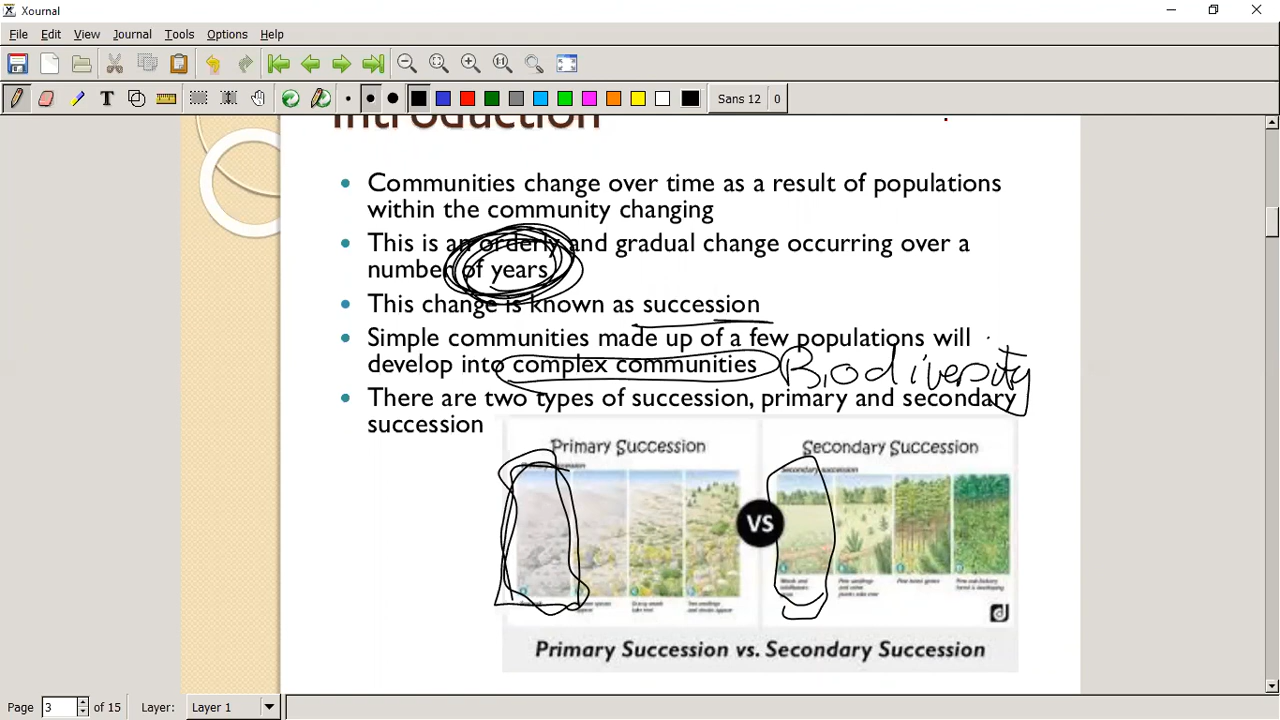 Xournal
File Edit View Journal Tools Options Help
Sans 12 0
Introduction
• Communities change over time as a result of populations
within the community changing
• This is an orderly and gradual change occurring over a
number of years
• This change is known as succession
• Simple communities made up of a few populations will
develop into complex communities Biodiversity
• There are two types of succession, primary and secondary
succession
Primary Succession
Secondary Succession
Secondary succession
VS
Primary Succession vs. Secondary Succession
Page 3 of 15 Layer: Layer 1